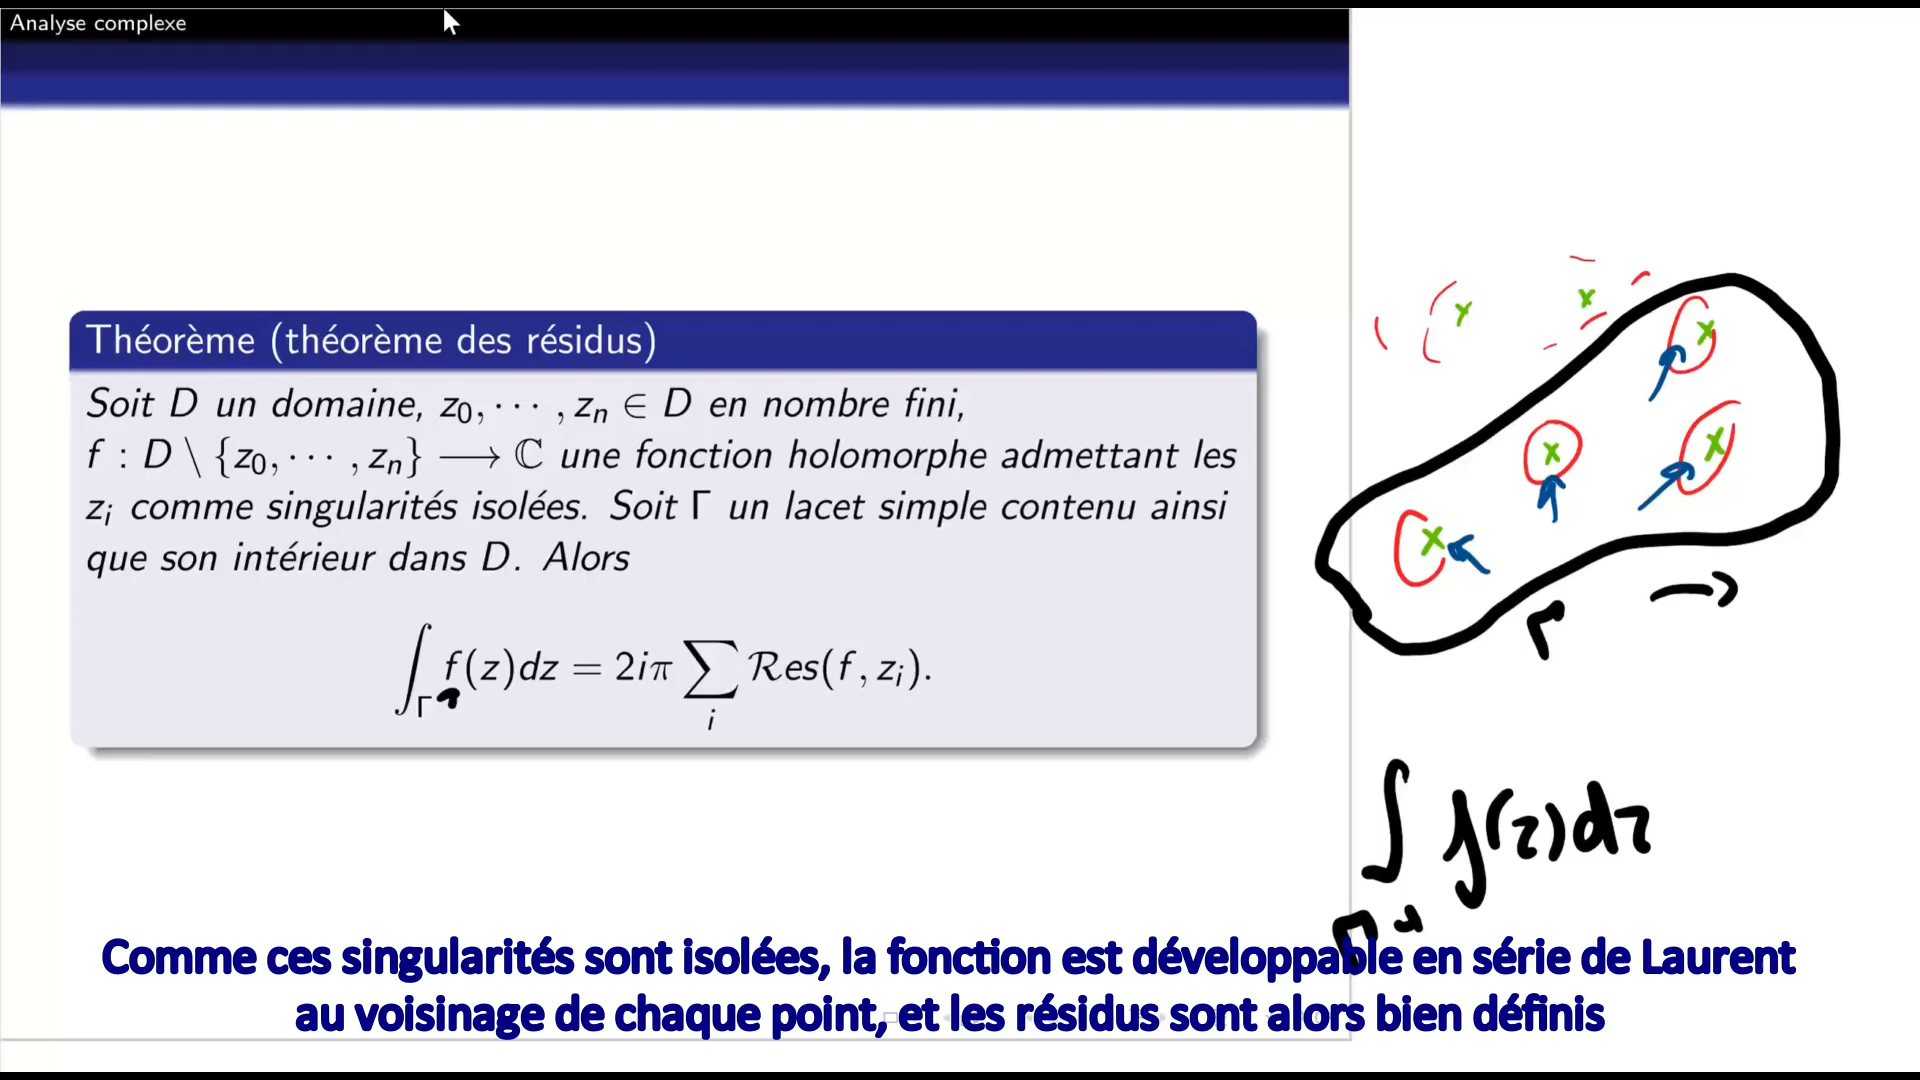 Analyse complexe
Théorème (théorème des résidus)
Soit D un domaine, z₀, ⋯ , zₙ ∈ D en nombre fini,
f : D \ {z₀, ⋯ , zₙ} ⟶ ℂ une fonction holomorphe admettant les
zᵢ comme singularités isolées. Soit Γ un lacet simple contenu ainsi
que son intérieur dans D. Alors
∫_Γ f(z)dz = 2iπ ∑_i Res(f, zᵢ).
Γ
∫ f(z)dz
Comme ces singularités sont isolées, la fonction est développable en série de Laurent
au voisinage de chaque point, et les résidus sont alors bien définis